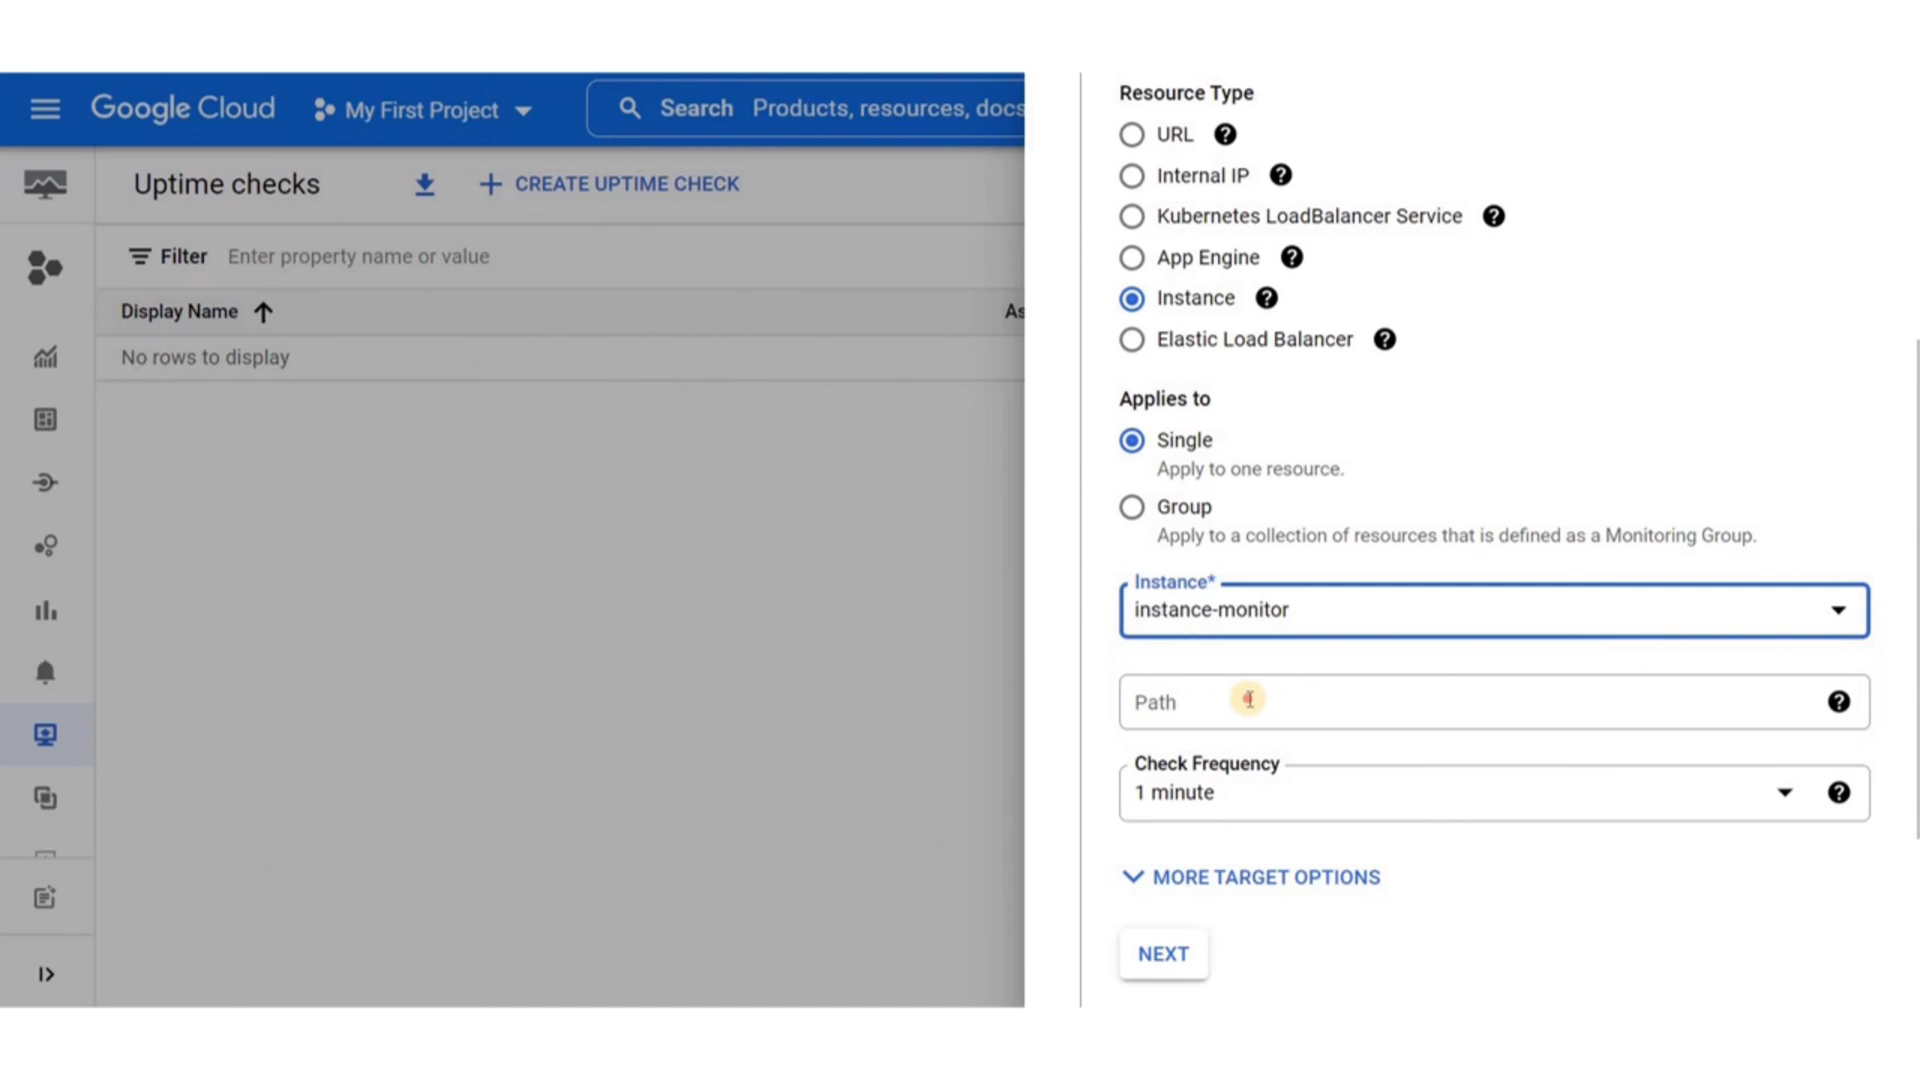 Google Cloud
My First Project
Search Products, resources, docs
Uptime checks
CREATE UPTIME CHECK
Filter Enter property name or value
Display Name
As
No rows to display
Resource Type
URL
Internal IP
Kubernetes LoadBalancer Service
App Engine
Instance
Elastic Load Balancer
Applies to
Single
Apply to one resource.
Group
Apply to a collection of resources that is defined as a Monitoring Group.
Instance*
instance-monitor
Path
Check Frequency
1 minute
MORE TARGET OPTIONS
NEXT